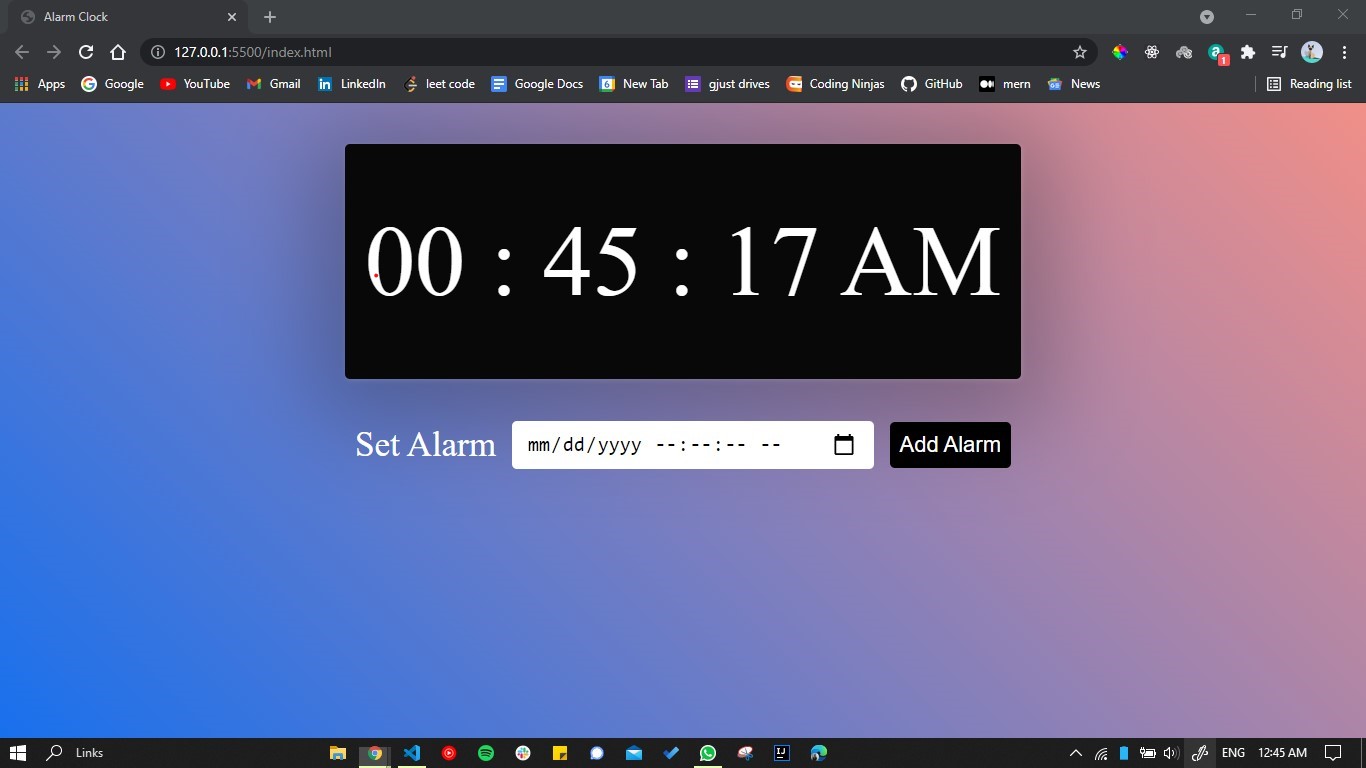 Alarm Clock
127.0.0.1:5500/index.html
1
Apps Google YouTube Gmail LinkedIn leet code Google Docs 6 New Tab gjust drives Coding Ninjas GitHub mern News Reading list
00 : 45 : 17 AM
Set Alarm mm/dd/yyyy --:--:-- -- Add Alarm
Links ENG 12:45 AM